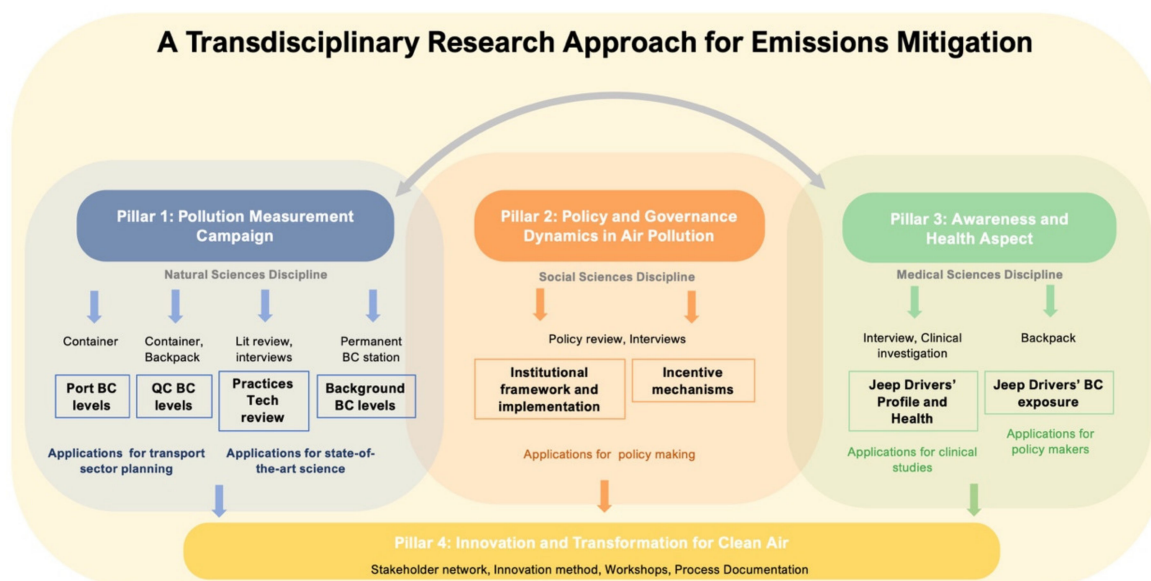 A Transdisciplinary Research Approach for Emissions Mitigation
Pillar 1: Pollution Measurement
Campaign
Natural Sciences Discipline
Container
Container,
Backpack
Lit review,
interviews
Permanent
BC station
Port BC
levels
QC BC
levels
Practices
Tech
review
Background
BC levels
Applications for transport
sector planning
Applications for state-of-
the-art science
Pillar 2: Policy and Governance
Dynamics in Air Pollution
Social Sciences Discipline
Policy review, Interviews
Institutional
framework and
implementation
Incentive
mechanisms
Applications for policy making
Pillar 3: Awareness and
Health Aspect
Medical Sciences Discipline
Interview, Clinical
investigation
Backpack
Jeep Drivers'
Profile and
Health
Jeep Drivers' BC
exposure
Applications for clinical
studies
Applications for
policy makers
Pillar 4: Innovation and Transformation for Clean Air
Stakeholder network, Innovation method, Workshops, Process Documentation